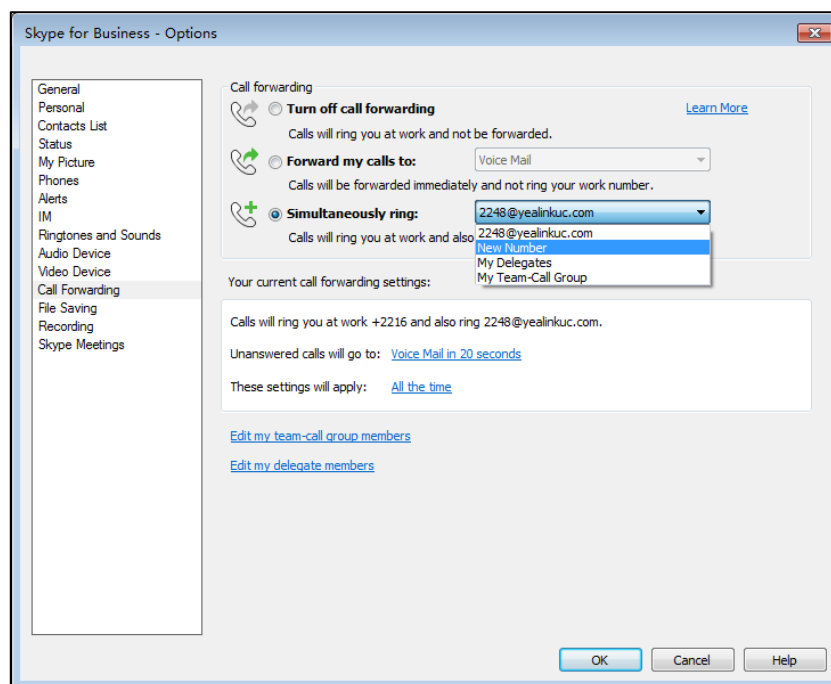 Skype for Business - Options
General
Personal
Contacts List
Status
My Picture
Phones
Alerts
IM
Ringtones and Sounds
Audio Device
Video Device
Call Forwarding
File Saving
Recording
Skype Meetings
Call forwarding
Turn off call forwarding
Learn More
Calls will ring you at work and not be forwarded.
Forward my calls to:
Voice Mail
Calls will be forwarded immediately and not ring your work number.
Simultaneously ring:
2248@yealinkuc.com
Calls will ring you at work and also
2248@yealinkuc.com
New Number
My Delegates
My Team-Call Group
Your current call forwarding settings:
Calls will ring you at work +2216 and also ring 2248@yealinkuc.com.
Unanswered calls will go to: Voice Mail in 20 seconds
These settings will apply: All the time
Edit my team-call group members
Edit my delegate members
OK Cancel Help